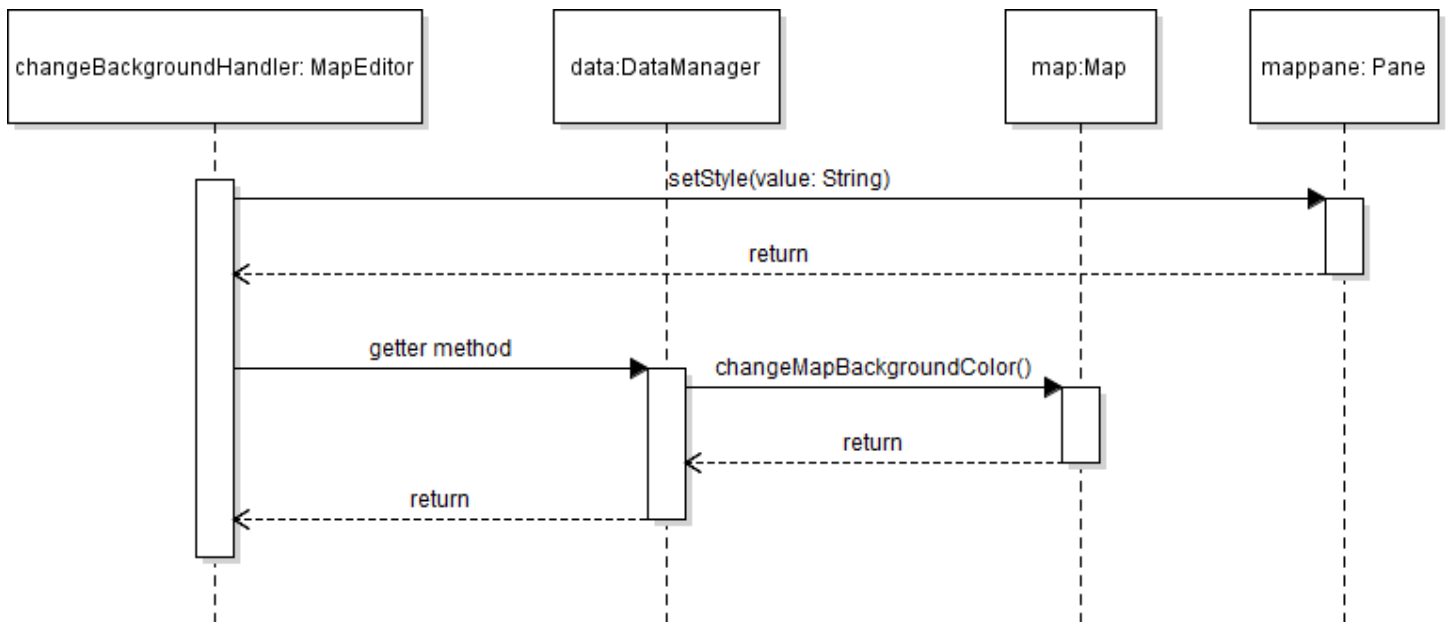 changeBackgroundHandler: MapEditor
data:DataManager
map:Map
mappane: Pane
setStyle(value: String)
return
getter method
changeMapBackgroundColor()
return
return